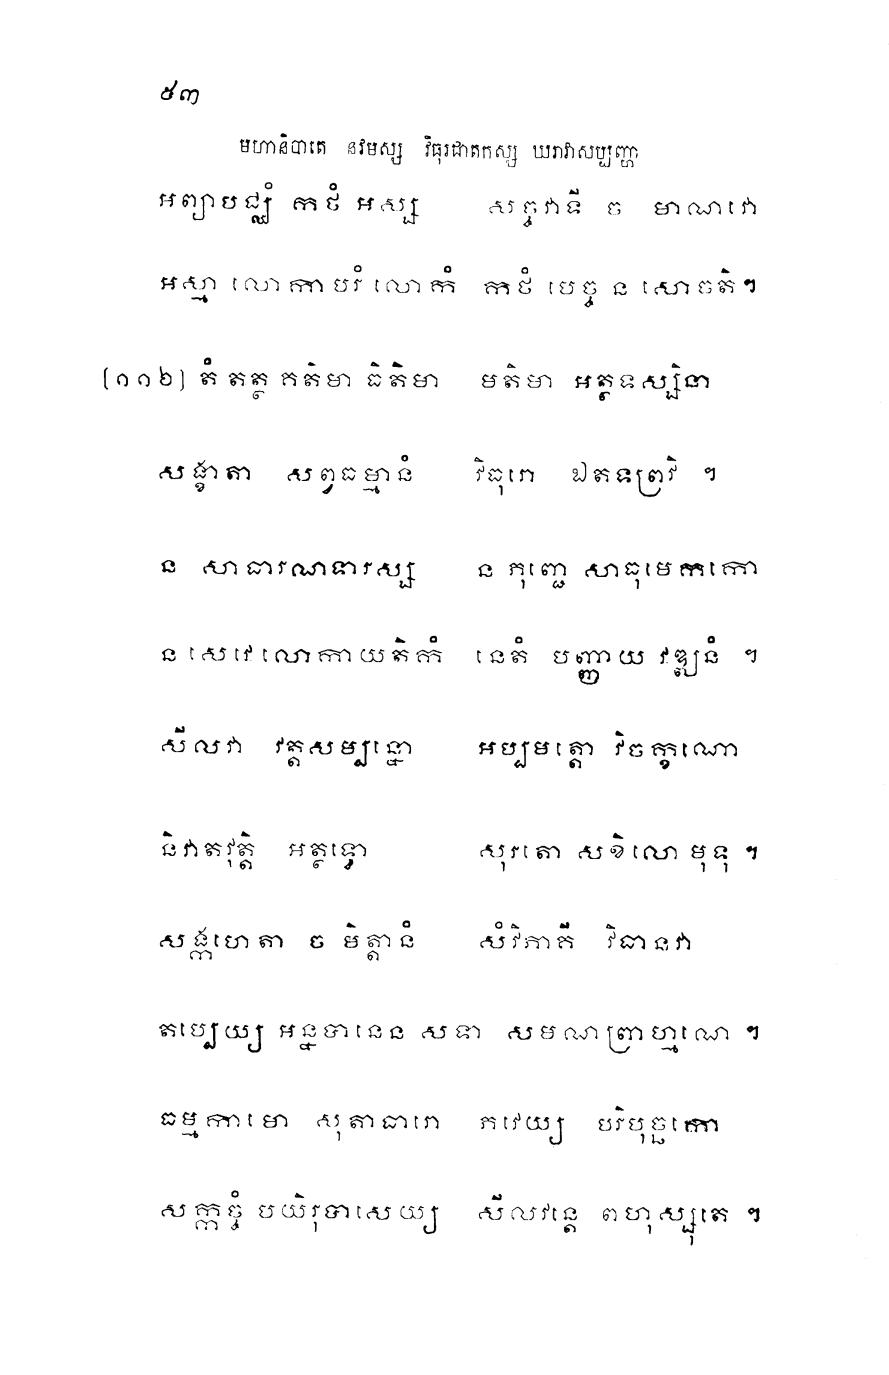 ៥៣
មហានិបាតេ នវមស្ស វិធុរជាតកស្ស ឃរាវាសប្បញ្ហា
អព្យាបជ្ឈំ កថំ អស្ស សច្ចវាទី ច មាណវោ
អស្មា លោកា បរំ លោកំ កថំ បេច្ច ន សោចតិ។
(១១២) តំ តត្ថ គតិមា ធិតិមា មតិមា អត្ថទស្សិនា
សង្ខាតា សព្វធម្មានំ វិធុរោ ឯតទព្រវិ ។
ន សាធារណទារស្ស ន ភុញ្ជេ សាធុមេកកោ
ន សេវេ លោកាយតិកំ នេតំ បញ្ញាយ វឌ្ឍនំ ។
សីលវា វត្តសម្បន្នោ អប្បមត្តោ វិចក្ខណោ
និវាតវុត្តិ អត្ថទ្ធោ សុរតោ សខិលោ មុទុ ។
សង្គហេតា ច មិត្តានំ សំវិភាគី វិធានវា
តប្បេយ្យ អន្នបានេន សទា សមណព្រាហ្មណេ ។
ធម្មកាមោ សុតាធារោ ភវេយ្យ បរិបុច្ឆកោ
សក្កច្ចំ បយិរុបាសេយ្យ សីលវន្តេ ពហុស្សុតេ ។